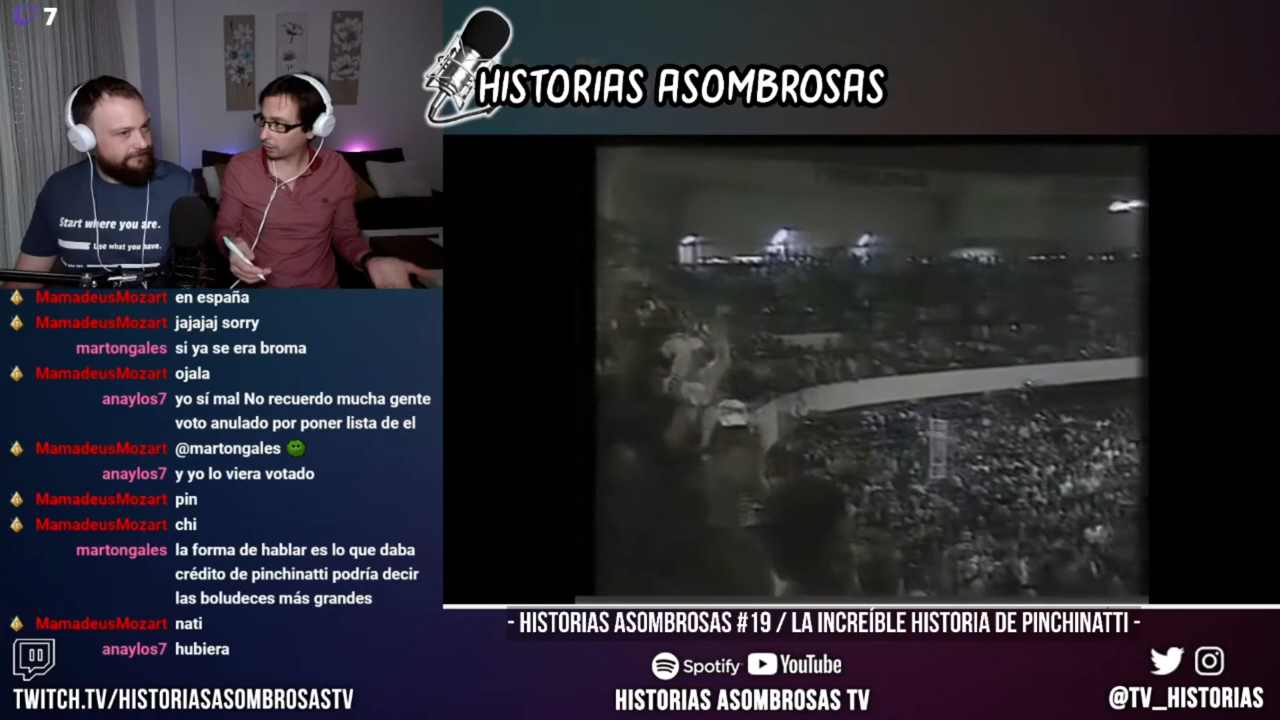 7
HISTORIAS ASOMBROSAS
Start where you are.
Use what you have.
MamadeusMozart en españa
MamadeusMozart jajajaj sorry
martongales si ya se era broma
MamadeusMozart ojala
anaylos7 yo sí mal No recuerdo mucha gente
voto anulado por poner lista de el
MamadeusMozart @martongales
anaylos7 y yo lo viera votado
MamadeusMozart pin
MamadeusMozart chi
martongales la forma de hablar es lo que daba
crédito de pinchinatti podría decir
las boludeces más grandes
MamadeusMozart nati
anaylos7 hubiera
- HISTORIAS ASOMBROSAS #19 / LA INCREÍBLE HISTORIA DE PINCHINATTI -
Spotify YouTube
TWITCH.TV/HISTORIASASOMBROSASTV
HISTORIAS ASOMBROSAS TV
@TV_HISTORIAS